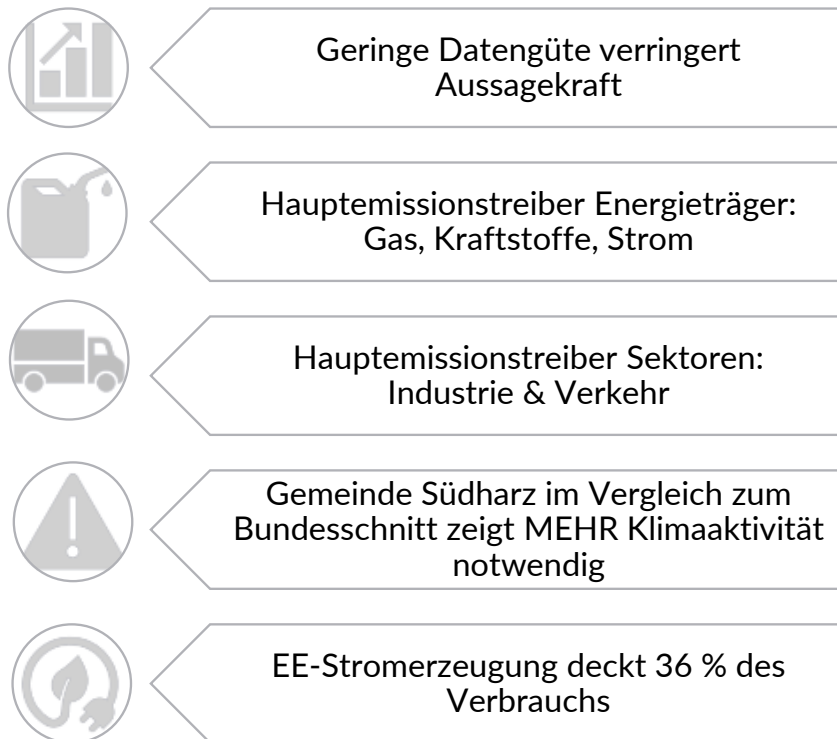 Geringe Datengüte verringert
Aussagekraft
Hauptemissionstreiber Energieträger:
Gas, Kraftstoffe, Strom
Hauptemissionstreiber Sektoren:
Industrie & Verkehr
Gemeinde Südharz im Vergleich zum
Bundesschnitt zeigt MEHR Klimaaktivität
notwendig
EE-Stromerzeugung deckt 36 % des
Verbrauchs